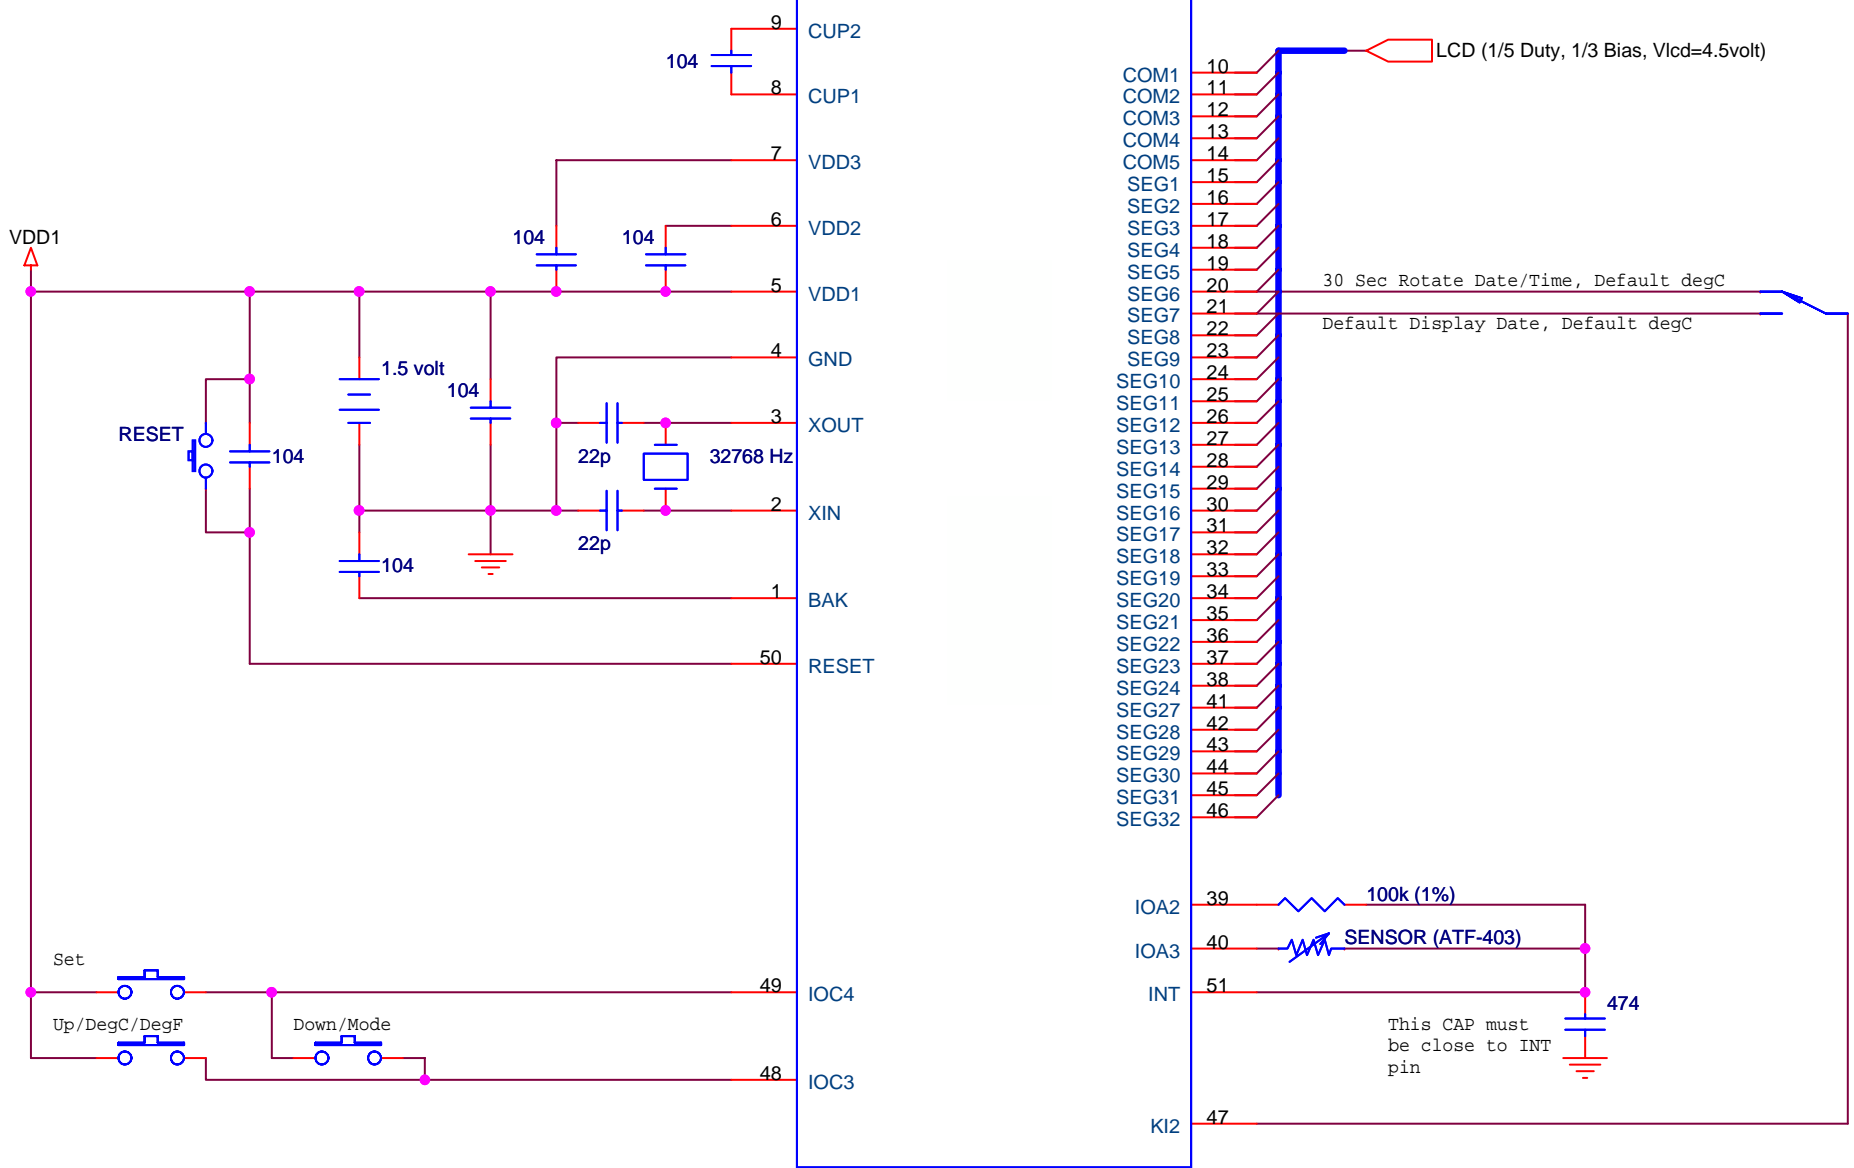 9 CUP2
104
8 CUP1
7 VDD3
6 VDD2
104 104
VDD1
5 VDD1
4 GND
1.5 volt
104
3 XOUT
RESET
104
22p
32768 Hz
2 XIN
22p
104
1 BAK
50 RESET
Set
49 IOC4
Up/DegC/DegF
Down/Mode
48 IOC3
LCD (1/5 Duty, 1/3 Bias, Vlcd=4.5volt)
COM1 10
COM2 11
COM3 12
COM4 13
COM5 14
SEG1 15
SEG2 16
SEG3 17
SEG4 18
SEG5 19
SEG6 20
30 Sec Rotate Date/Time, Default degC
SEG7 21
Default Display Date, Default degC
SEG8 22
SEG9 23
SEG10 24
SEG11 25
SEG12 26
SEG13 27
SEG14 28
SEG15 29
SEG16 30
SEG17 31
SEG18 32
SEG19 33
SEG20 34
SEG21 35
SEG22 36
SEG23 37
SEG24 38
SEG27 41
SEG28 42
SEG29 43
SEG30 44
SEG31 45
SEG32 46
IOA2 39
100k (1%)
IOA3 40
SENSOR (ATF-403)
INT 51
474
This CAP must
be close to INT
pin
KI2 47